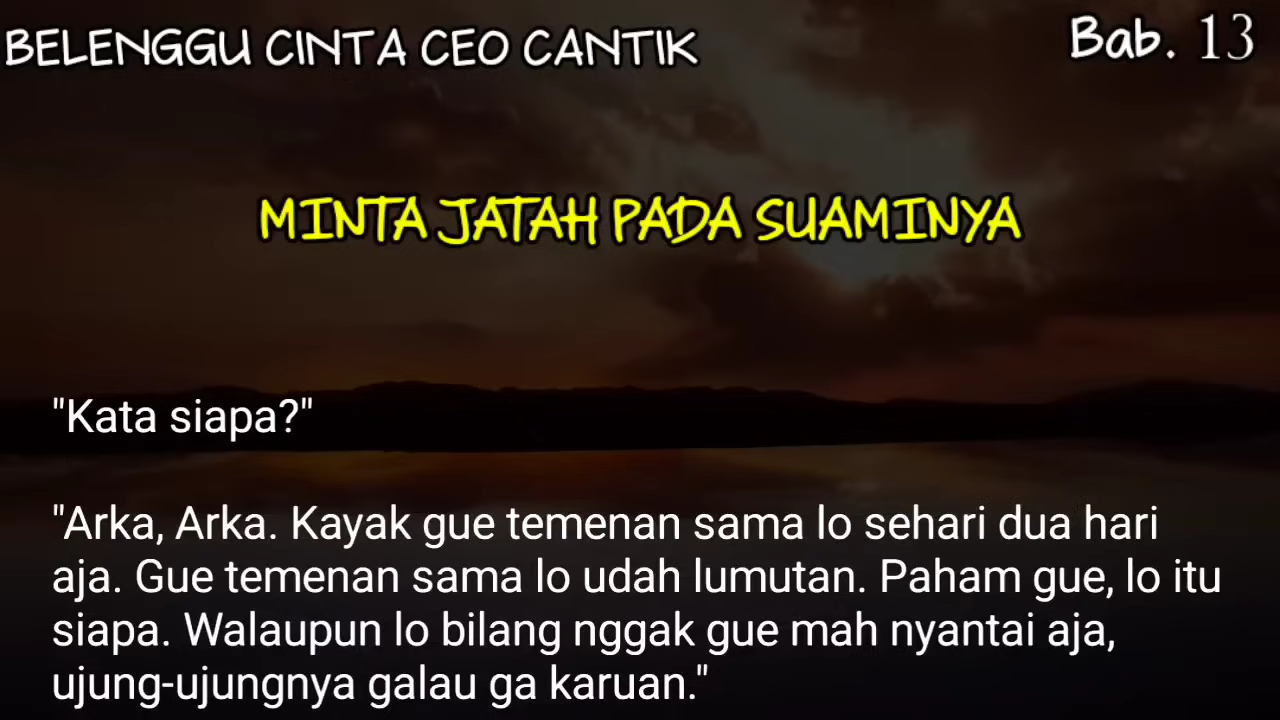 BELENGGU CINTA CEO CANTIK
Bab. 13
MINTA JATAH PADA SUAMINYA
"Kata siapa?"
"Arka, Arka. Kayak gue temenan sama lo sehari dua hari
aja. Gue temenan sama lo udah lumutan. Paham gue, lo itu
siapa. Walaupun lo bilang nggak gue mah nyantai aja,
ujung-ujungnya galau ga karuan."